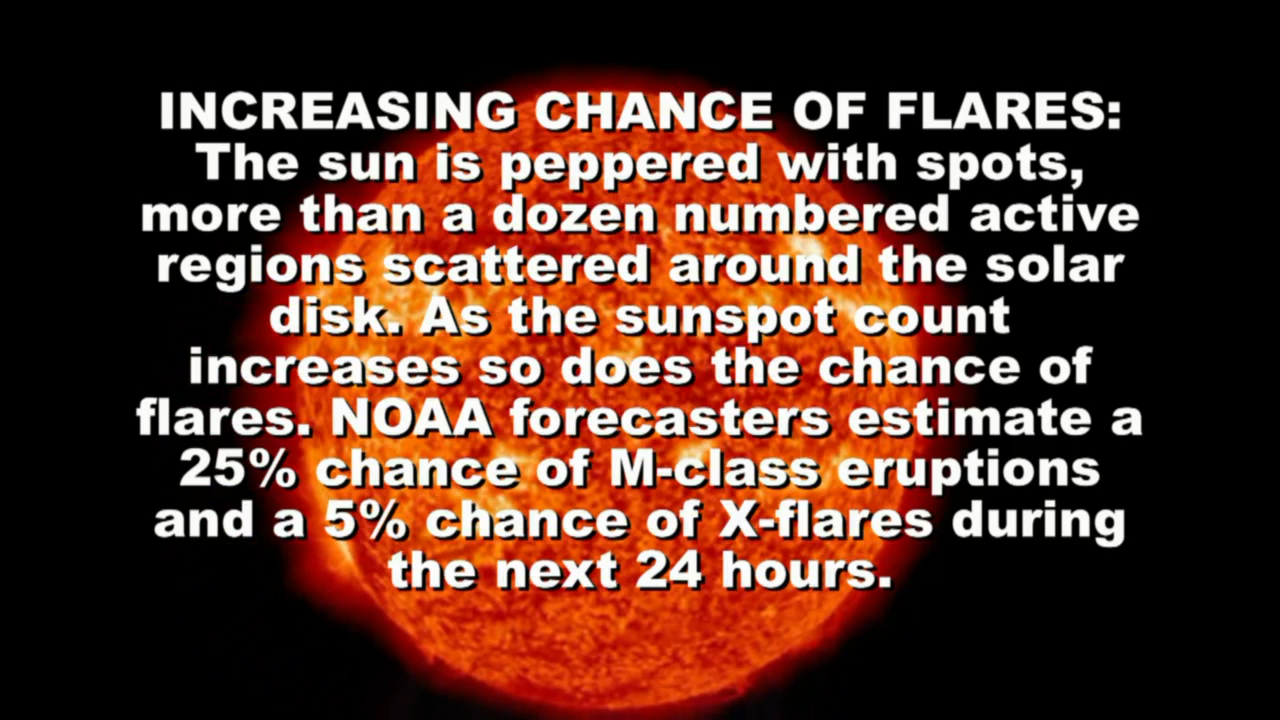 INCREASING CHANCE OF FLARES:
The sun is peppered with spots,
more than a dozen numbered active
regions scattered around the solar
disk. As the sunspot count
increases so does the chance of
flares. NOAA forecasters estimate a
25% chance of M-class eruptions
and a 5% chance of X-flares during
the next 24 hours.